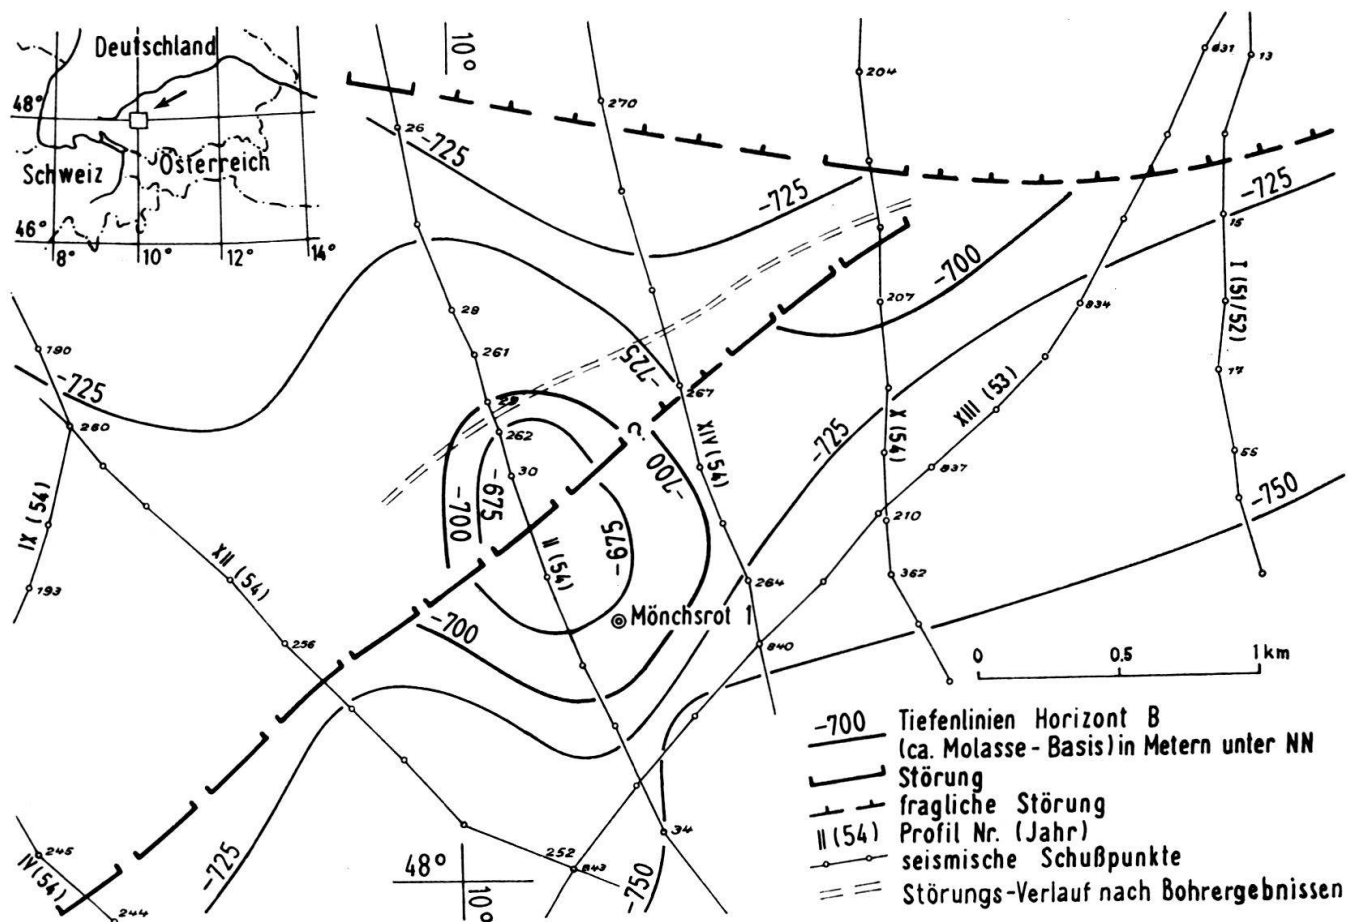 Deutschland
48°
Schweiz
Österreich
46°
8°
10°
12°
14°
10°
204
631
13
270
26
-725
-725
-725
15
-700
I (51/52)
207
834
29
261
-725
190
-725
267
17
XIII (53)
29
262
XIV (54)
X (54)
-725
280
30
-700
837
55
-675
-700
-750
210
IX (54)
XII (54)
II (54)
-675
264
362
193
Mönchsrot 1
-700
256
840
0
0.5
1 km
-700 Tiefenlinien Horizont B
(ca. Molasse-Basis) in Metern unter NN
Störung
fragliche Störung
II (54) Profil Nr. (Jahr)
seismische Schußpunkte
Störungs-Verlauf nach Bohrergebnissen
34
245
IV (54)
244
-725
48°
10°
252
843
-750